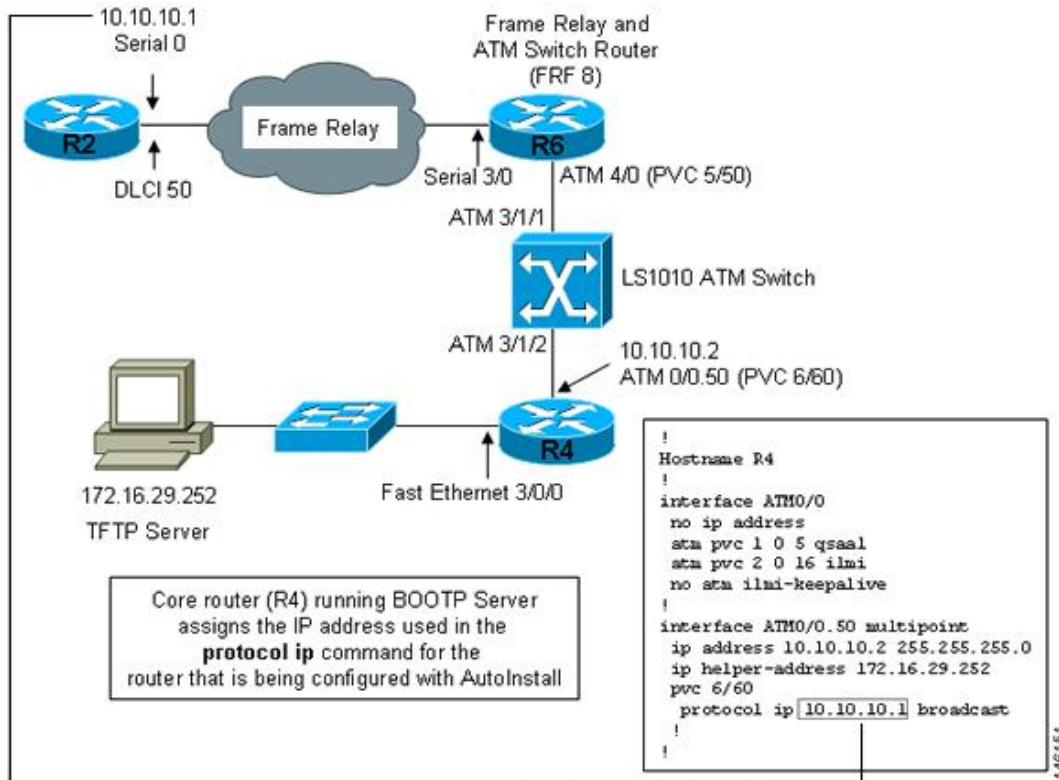 10.10.10.1
Serial 0
R2
DLCI 50
Frame Relay
Frame Relay and
ATM Switch Router
(FRF 8)
R6
Serial 3/0
ATM 4/0 (PVC 5/50)
ATM 3/1/1
LS1010 ATM Switch
ATM 3/1/2
10.10.10.2
ATM 0/0.50 (PVC 6/60)
R4
Fast Ethernet 3/0/0
172.16.29.252
TFTP Server
Core router (R4) running BOOTP Server
assigns the IP address used in the
protocol ip command for the
router that is being configured with AutoInstall
!
Hostname R4
!
interface ATM0/0
no ip address
atm pvc 1 0 5 qsaal
atm pvc 2 0 16 ilmi
no atm ilmi-keepalive
!
interface ATM0/0.50 multipoint
ip address 10.10.10.2 255.255.255.0
ip helper-address 172.16.29.252
pvc 6/60
protocol ip 10.10.10.1 broadcast
!
!